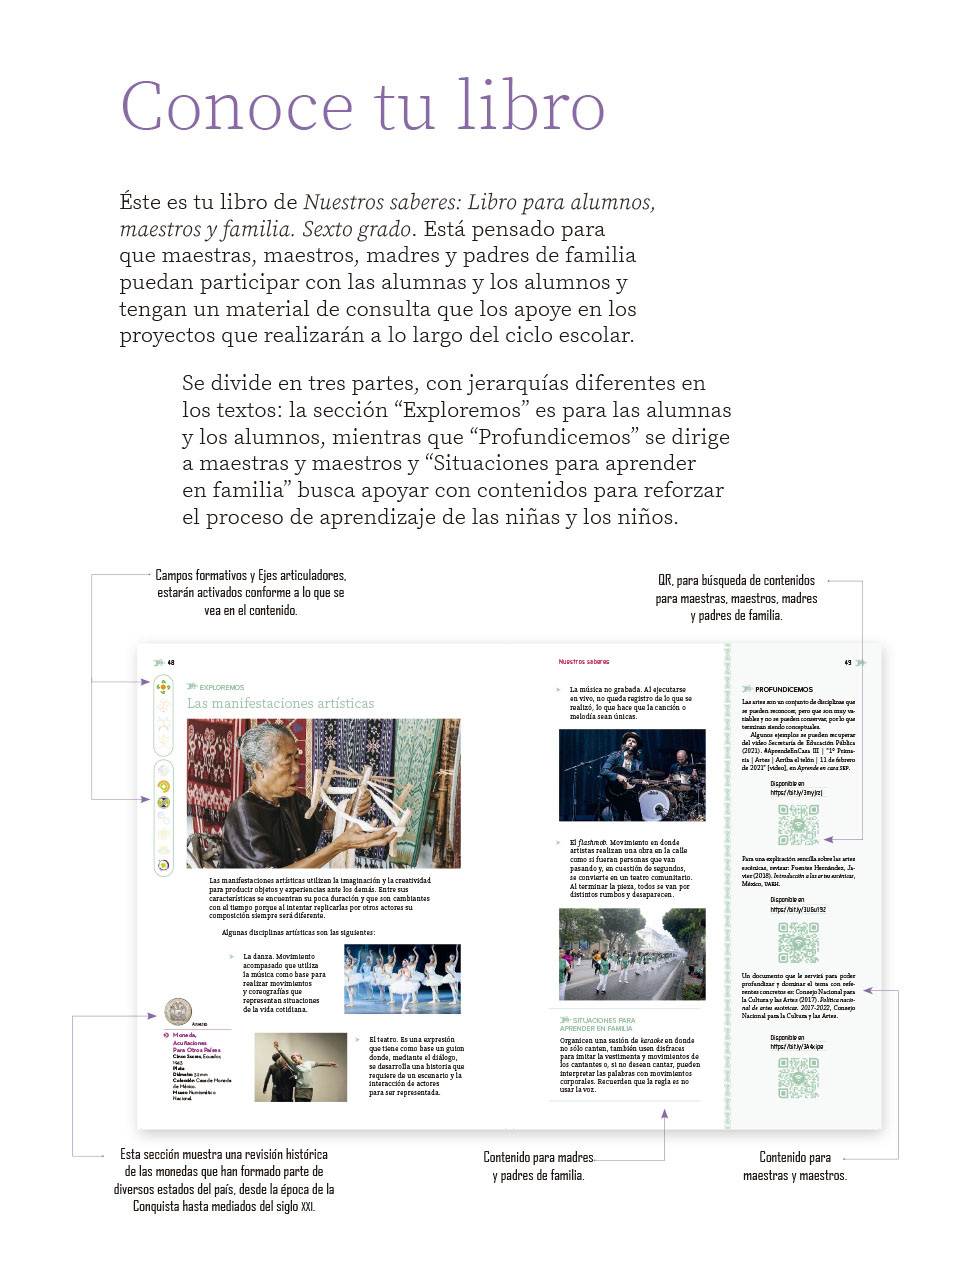 Conoce tu libro
Éste es tu libro de Nuestros saberes: Libro para alumnos,
maestros y familia. Sexto grado. Está pensado para
que maestras, maestros, madres y padres de familia
puedan participar con las alumnas y los alumnos y
tengan un material de consulta que los apoye en los
proyectos que realizarán a lo largo del ciclo escolar.
Se divide en tres partes, con jerarquías diferentes en
los textos: la sección “Exploremos” es para las alumnas
y los alumnos, mientras que “Profundicemos” se dirige
a maestras y maestros y “Situaciones para aprender
en familia” busca apoyar con contenidos para reforzar
el proceso de aprendizaje de las niñas y los niños.
Campos formativos y Ejes articuladores,
estarán activados conforme a lo que se
vea en el contenido.
QR, para búsqueda de contenidos
para maestras, maestros, madres
y padres de familia.
48
EXPLOREMOS
Las manifestaciones artísticas
Las manifestaciones artísticas utilizan la imaginación y la creatividad
para producir objetos y experiencias ante los demás. Entre sus
características se encuentran su poca duración y que son cambiantes
con el tiempo porque al intentar replicarlas por otros actores su
composición siempre será diferente.
Algunas disciplinas artísticas son las siguientes:
La danza. Movimiento
acompasado que utiliza
la música como base para
realizar movimientos
y coreografías que
representan situaciones
de la vida cotidiana.
El teatro. Es una expresión
que tiene como base un guion
donde, mediante el diálogo,
se desarrolla una historia que
requiere de un escenario y la
interacción de actores
para ser representada.
Anverso
Moneda,
Acuñaciones
Para Otros Países
Cinco Sucres, Ecuador,
1943
Plata
Diámetro: 32 mm
Colección Casa de Moneda
de México.
Museo Numismático
Nacional.
Nuestros saberes
La música no grabada. Al ejecutarse
en vivo, no queda registro de lo que se
realizó, lo que hace que la canción o
melodía sean únicas.
El flashmob. Movimiento en donde
artistas realizan una obra en la calle
como si fueran personas que van
pasando y, en cuestión de segundos,
se convierte en un teatro comunitario.
Al terminar la pieza, todos se van por
distintos rumbos y desaparecen.
SITUACIONES PARA
APRENDER EN FAMILIA
Organicen una sesión de karaoke en donde
no sólo canten, también usen disfraces
para imitar la vestimenta y movimientos de
los cantantes o, si no desean cantar, pueden
interpretar las palabras con movimientos
corporales. Recuerden que la regla es no
usar la voz.
49
PROFUNDICEMOS
Las artes son un conjunto de disciplinas que
se pueden reconocer, pero que son muy va-
riables y no se pueden conservar, por lo que
terminan siendo conceptuales.
Algunos ejemplos se pueden recuperar
del video Secretaría de Educación Pública
(2021). #AprendeEnCasa III | "1º Prima-
ria | Artes | Arriba el telón | 11 de febrero
de 2021" [video], en Aprende en casa SEP.
Disponible en
https://bit.ly/3myjrzj
Para una explicación sencilla sobre las artes
escénicas, revisar: Fuentes Hernández, Ja-
vier (2018). Introducción a las artes escénicas,
México, UAEH.
Disponible en
https://bit.ly/3UGu19Z
Un documento que le servirá para poder
profundizar y dominar el tema con refe-
rentes concretos es: Consejo Nacional para
la Cultura y las Artes (2017). Política nacio-
nal de artes escénicas. 2017-2022, Consejo
Nacional para la Cultura y las Artes.
Disponible en
Esta sección muestra una revisión histórica
de las monedas que han formado parte de
diversos estados del país, desde la época de la
Conquista hasta mediados del siglo XXI.
Contenido para madres
y padres de familia.
Contenido para
maestras y maestros.